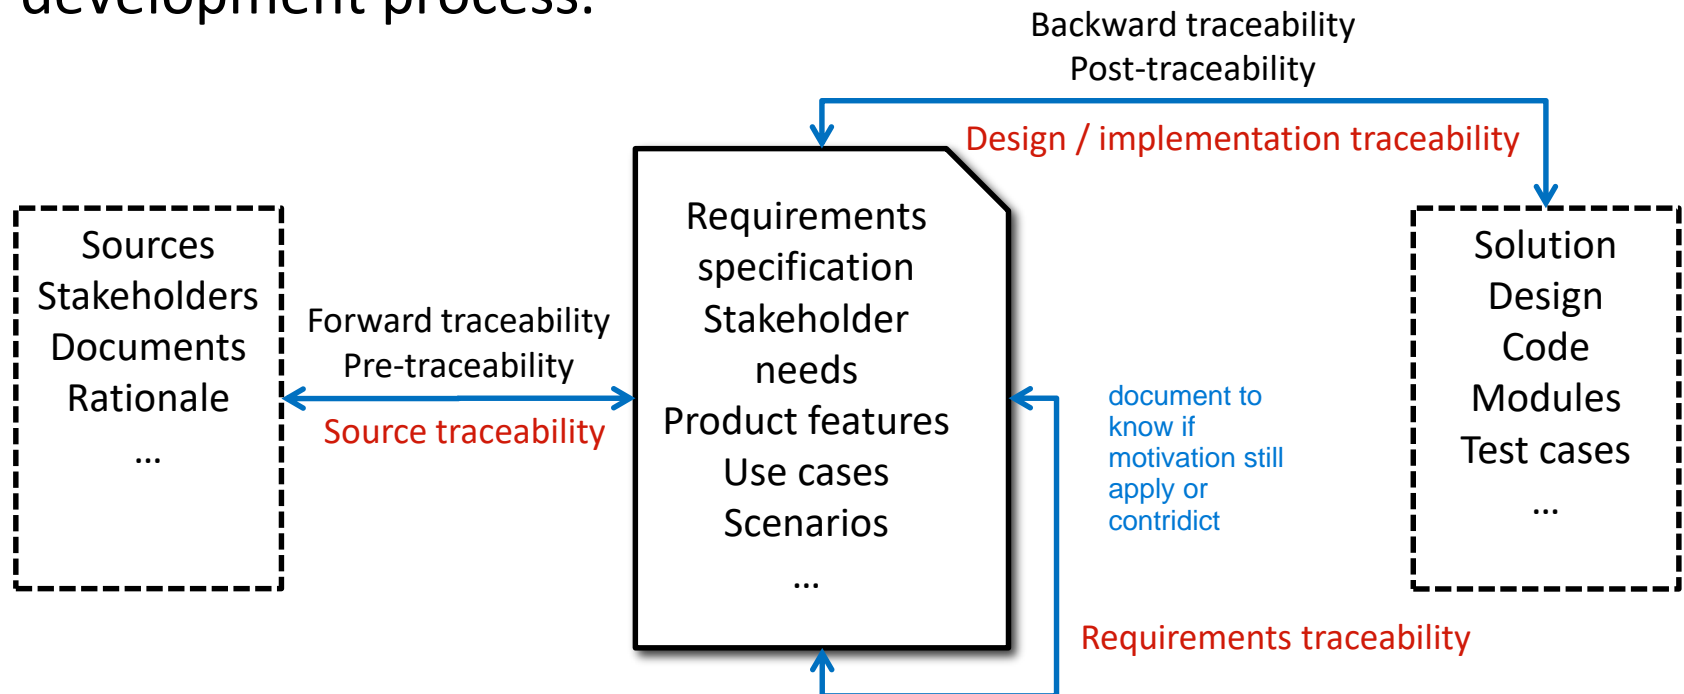 development process.
Backward traceability
Post-traceability
Design / implementation traceability
Sources
Stakeholders
Documents
Rationale
...
Forward traceability
Pre-traceability
Source traceability
Requirements
specification
Stakeholder
needs
Product features
Use cases
Scenarios
...
document to
know if
motivation still
apply or
contridict
Requirements traceability
Solution
Design
Code
Modules
Test cases
...